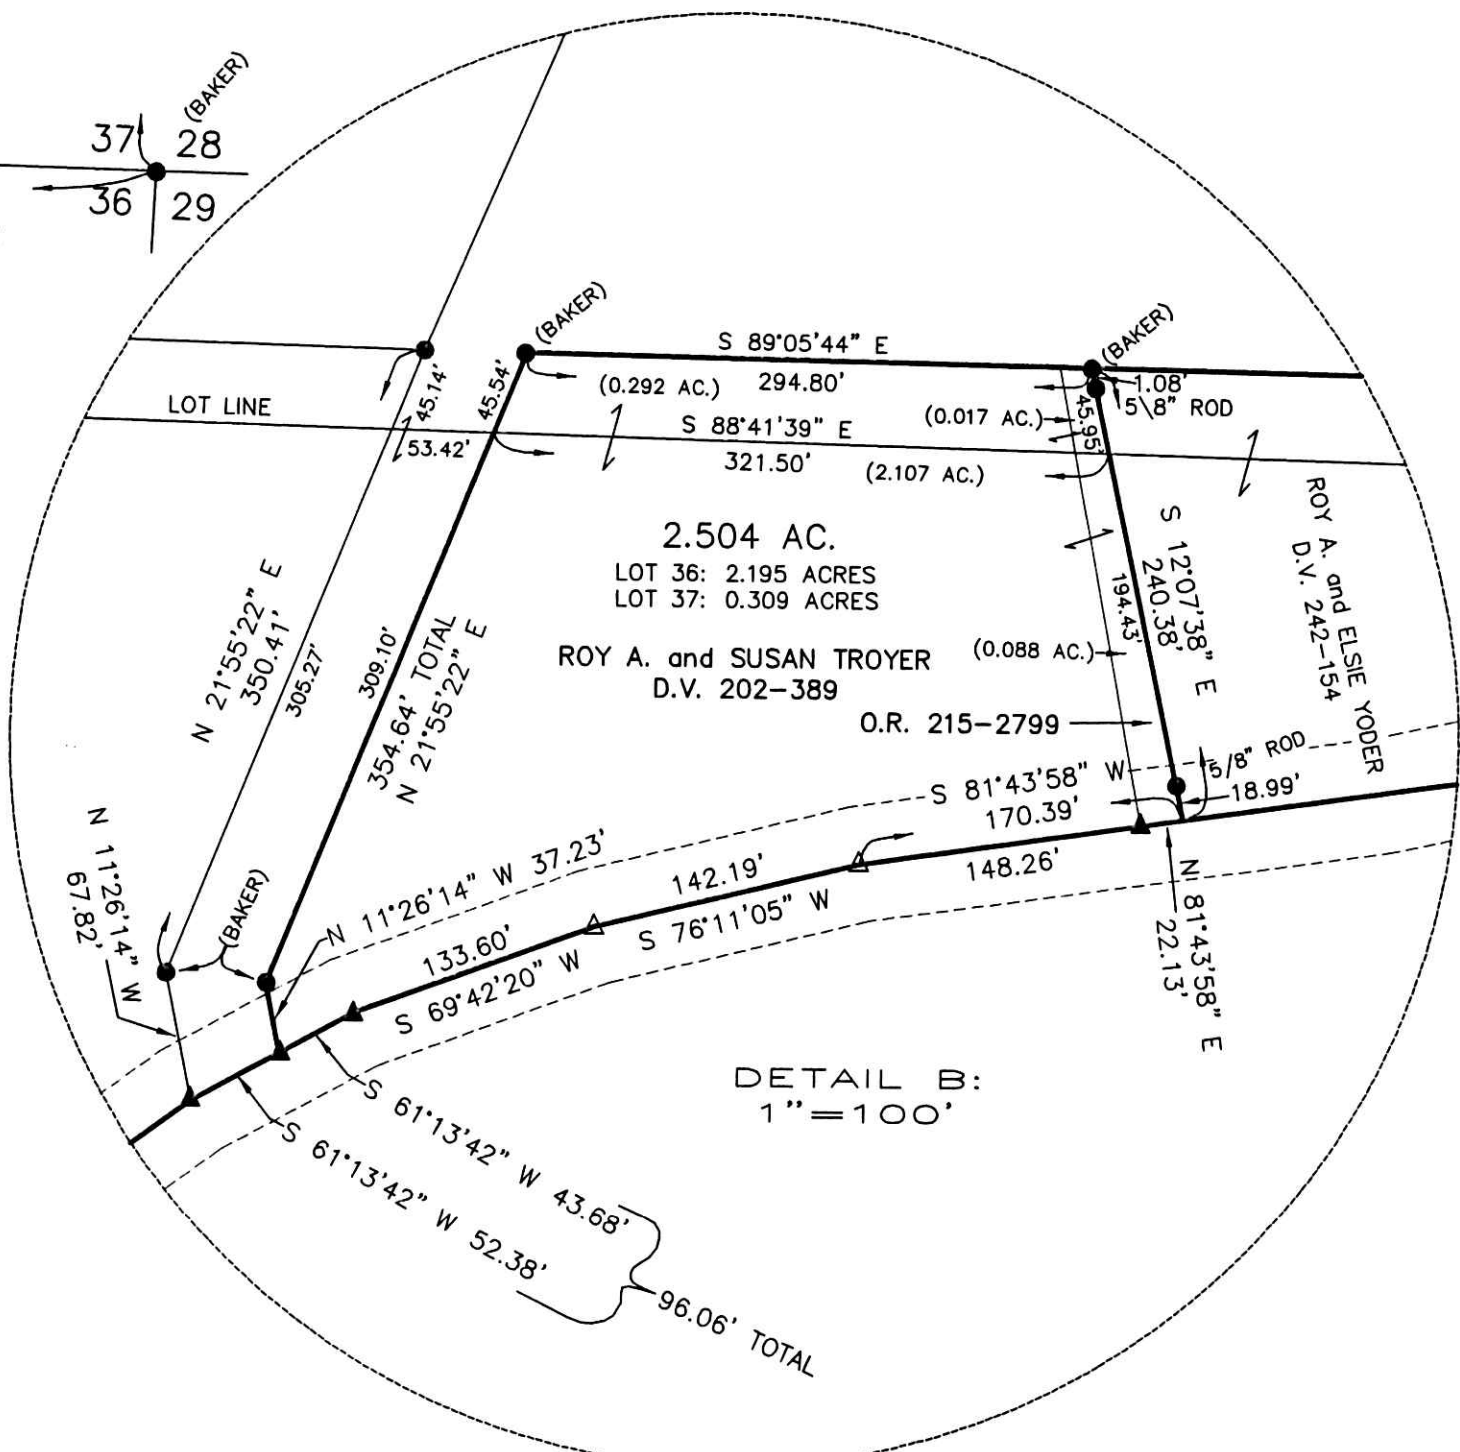 (BAKER)
37 28
36 29
(BAKER)
(BAKER)
S 89°05'44" E
294.80'
(0.292 AC.)
1.08'
5\8" ROD
45.14'
45.54'
45.95'
LOT LINE
53.42'
S 88°41'39" E
321.50'
(0.017 AC.)
(2.107 AC.)
2.504 AC.
LOT 36: 2.195 ACRES
LOT 37: 0.309 ACRES
ROY A. and SUSAN TROYER
D.V. 202-389
(0.088 AC.)
O.R. 215-2799
194.43'
S 12°07'38" E
240.38'
ROY A. and ELSIE YODER
D.V. 242-154
N 21°55'22" E
350.41'
305.27'
309.10'
354.64' TOTAL
N 21°55'22" E
5/8" ROD
18.99'
S 81°43'58" W
170.39'
148.26'
N 81°43'58" E
22.13'
N 11°26'14" W
67.82'
(BAKER)
N 11°26'14" W 37.23'
142.19'
S 76°11'05" W
133.60'
S 69°42'20" W
S 61°13'42" W 43.68'
S 61°13'42" W 52.38'
96.06' TOTAL
DETAIL B:
1"=100'